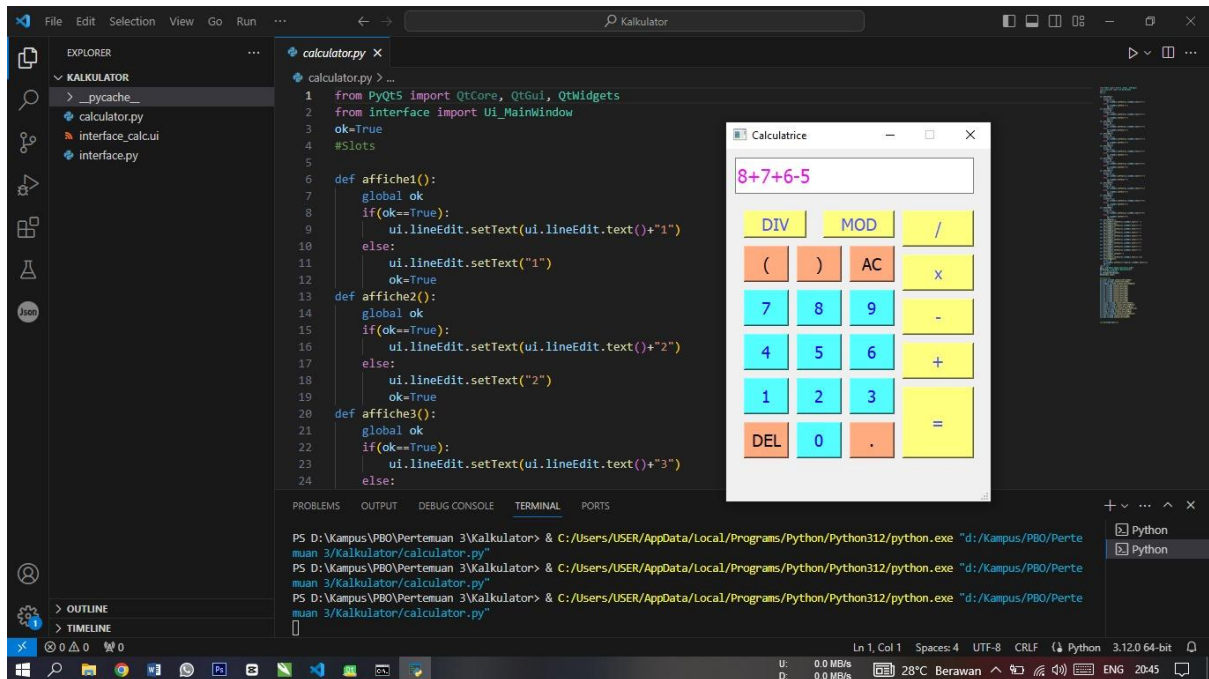 File Edit Selection View Go Run ... Kalkulator
EXPLORER ...
KALKULATOR
__pycache__
calculator.py
interface_calc.ui
interface.py
OUTLINE
TIMELINE
Json
1
calculator.py
calculator.py > ...
1 from PyQt5 import QtCore, QtGui, QtWidgets
2 from interface import Ui_MainWindow
3 ok=True
4 #Slots
5
6 def affiche1():
7 global ok
8 if(ok==True):
9 ui.lineEdit.setText(ui.lineEdit.text()+"1")
10 else:
11 ui.lineEdit.setText("1")
12 ok=True
13 def affiche2():
14 global ok
15 if(ok==True):
16 ui.lineEdit.setText(ui.lineEdit.text()+"2")
17 else:
18 ui.lineEdit.setText("2")
19 ok=True
20 def affiche3():
21 global ok
22 if(ok==True):
23 ui.lineEdit.setText(ui.lineEdit.text()+"3")
24 else:
Calculatrice
8+7+6-5
DIV MOD /
( ) AC x
7 8 9 -
4 5 6 +
1 2 3 =
DEL 0 .
PROBLEMS OUTPUT DEBUG CONSOLE TERMINAL PORTS
PS D:\Kampus\PBO\Pertemuan 3\Kalkulator> & C:/Users/USER/AppData/Local/Programs/Python/Python312/python.exe "d:/Kampus/PBO/Perte
muan 3/Kalkulator/calculator.py"
PS D:\Kampus\PBO\Pertemuan 3\Kalkulator> & C:/Users/USER/AppData/Local/Programs/Python/Python312/python.exe "d:/Kampus/PBO/Perte
muan 3/Kalkulator/calculator.py"
PS D:\Kampus\PBO\Pertemuan 3\Kalkulator> & C:/Users/USER/AppData/Local/Programs/Python/Python312/python.exe "d:/Kampus/PBO/Perte
muan 3/Kalkulator/calculator.py"
Python
Python
0 0 0 Ln 1, Col 1 Spaces: 4 UTF-8 CRLF Python 3.12.0 64-bit
U: 0.0 MB/s
D: 0.0 MB/s
28°C Berawan ENG 20:45